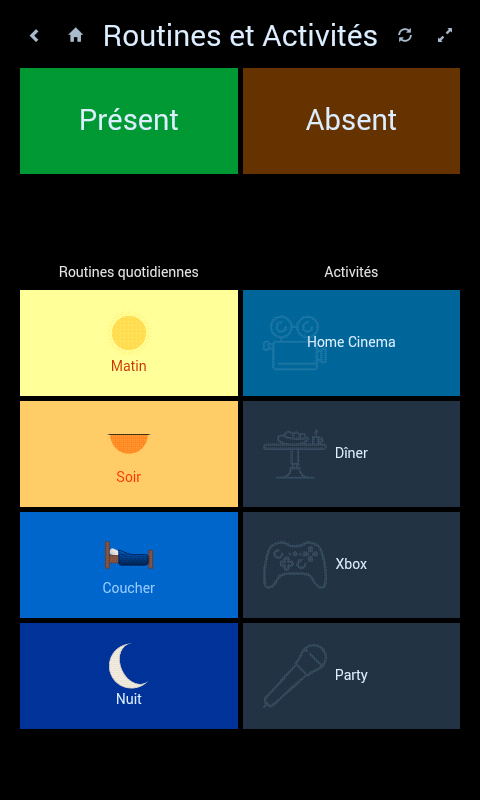 Routines et Activités
Présent
Absent
Routines quotidiennes
Activités
Matin
Home Cinema
Soir
Dîner
Coucher
Xbox
Nuit
Party